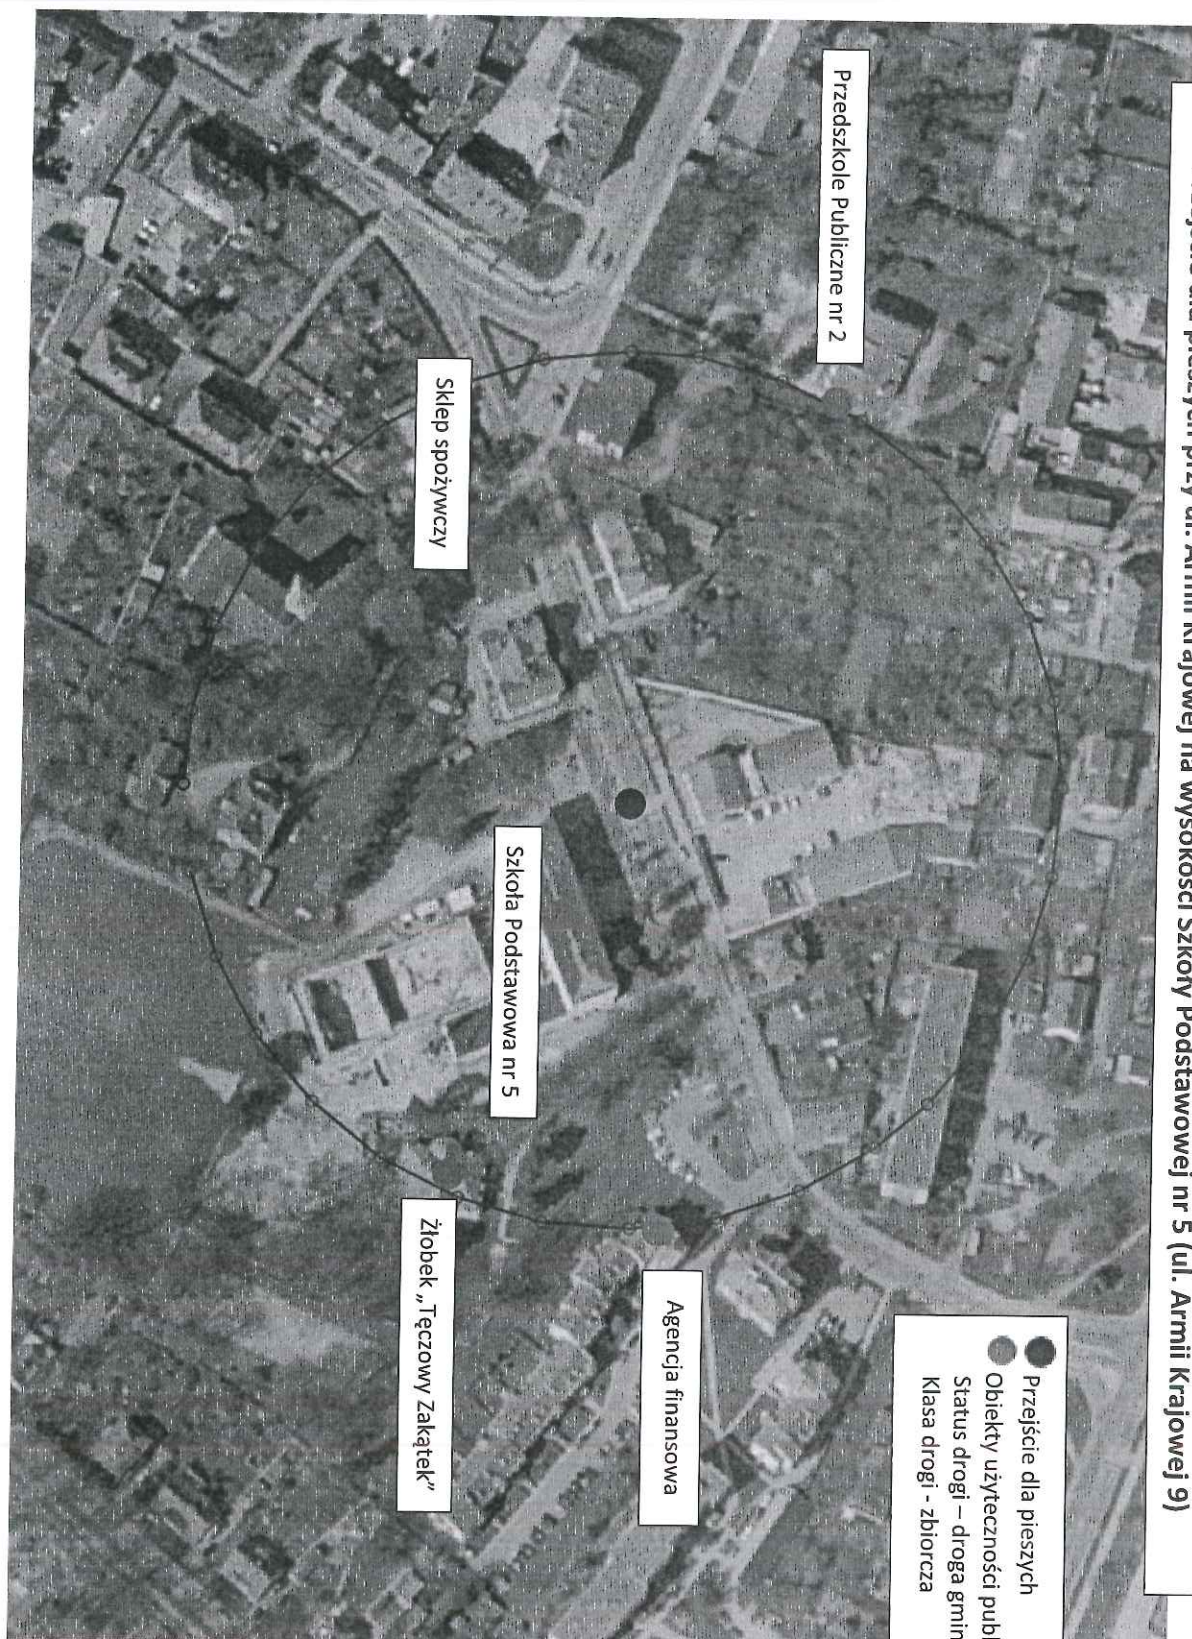 dla pieszych przy ul. Armii Krajowej na wysokości Szkoły Podstawowej nr 5 (ul. Armii Krajowej 9)
Przejście dla pieszych
Obiekty użyteczności publ
Status drogi – droga gmin
Klasa drogi - zbiorcza
Przedszkole Publiczne nr 2
Agencja finansowa
Szkoła Podstawowa nr 5
Sklep spożywczy
Żłobek „Tęczowy Zakątek”